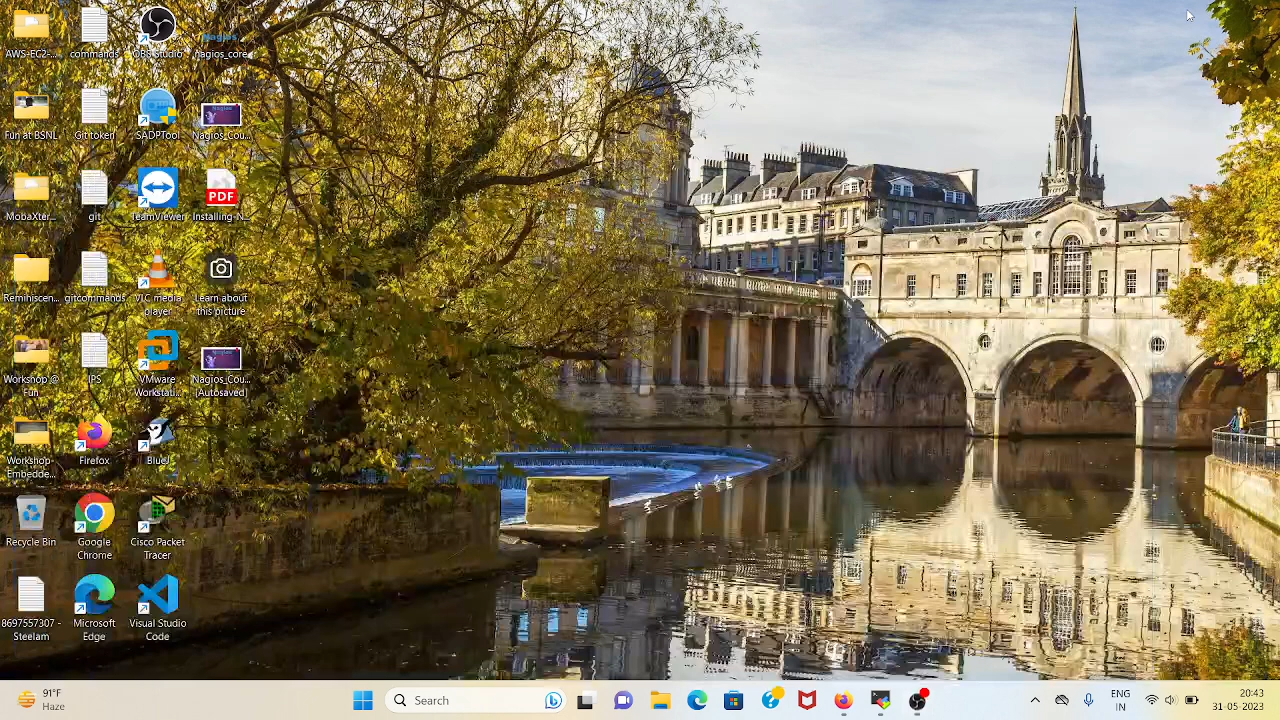 AWS-EC2-...
commands
OBS Studio
nagios_core
Nagios
Fun at BSNL
Git token
SADPTool
Nagios_Cou...
MobaXter...
git
TeamViewer
PDF
Installing-N...
Reminiscen...
gitcommands
VLC media
player
Learn about
this picture
Workshop @
Fun
IPS
VMware
Workstati...
Nagios_Cou...
[Autosaved]
Workshop
Embedde...
Firefox
BlueJ
Recycle Bin
Google
Chrome
Cisco Packet
Tracer
8697557307 -
Steelam
Microsoft
Edge
Visual Studio
Code
91°F
Haze
Search
ENG
IN
20:43
31-05-2023